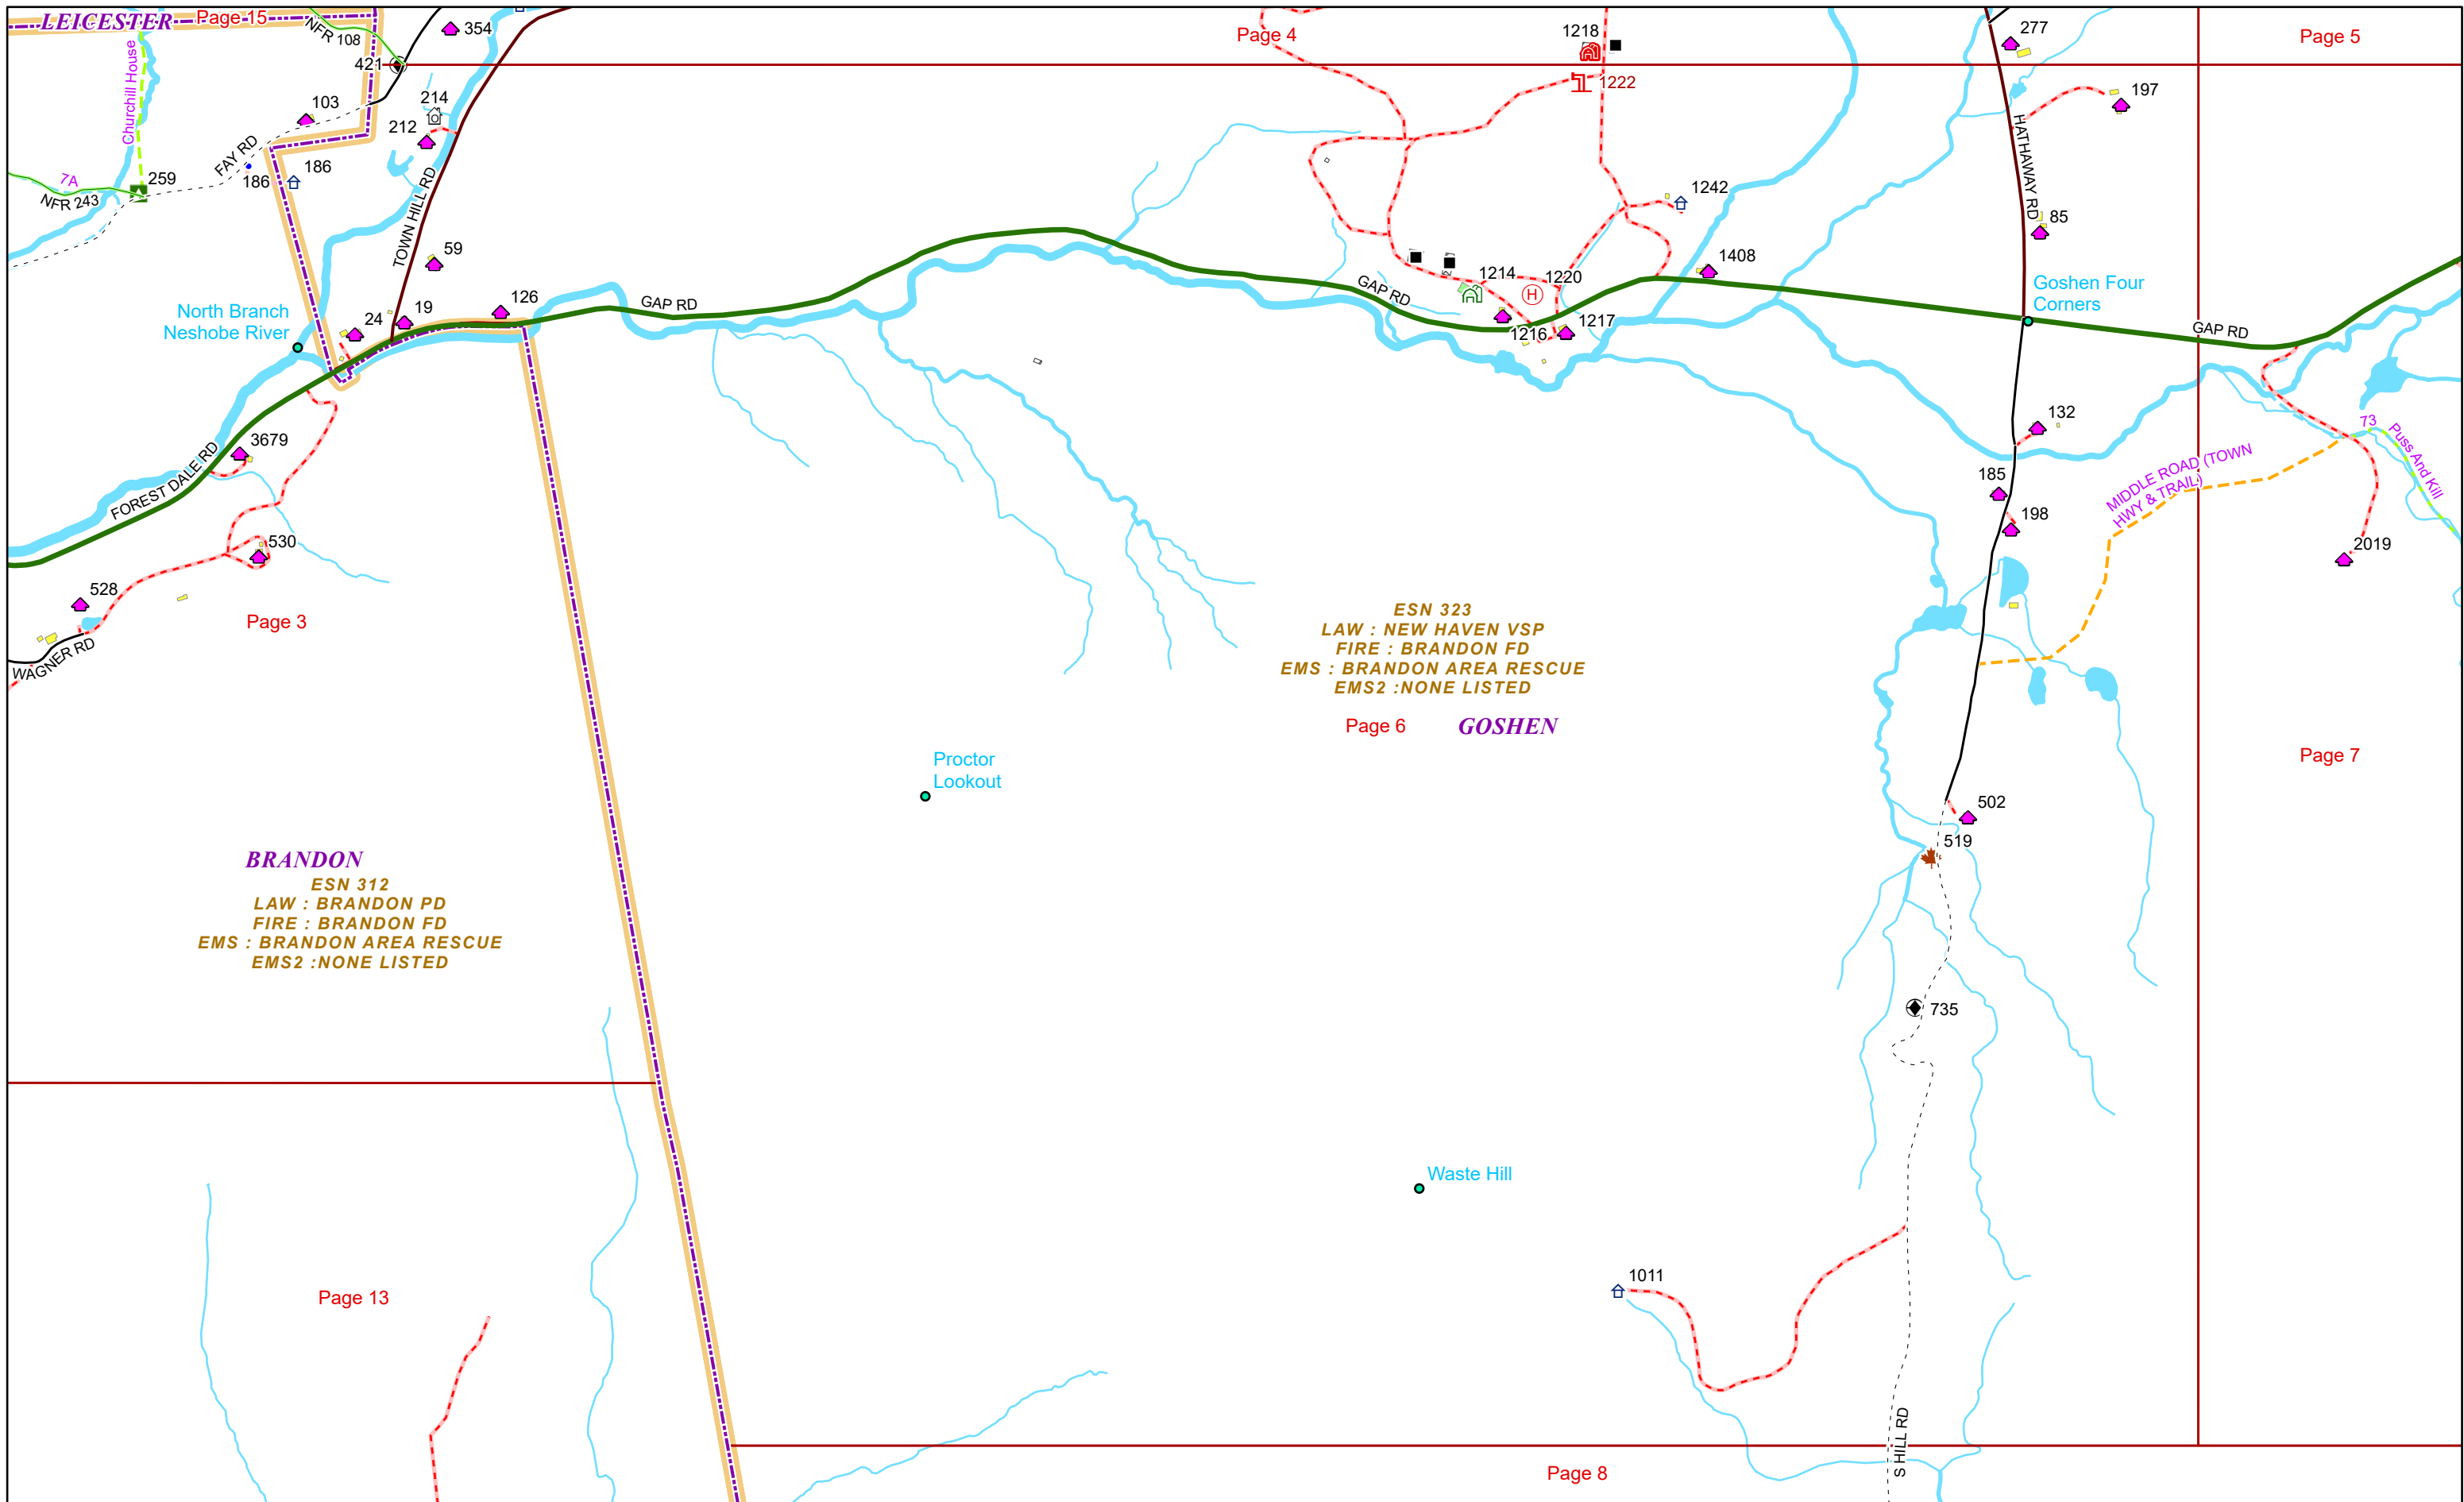 LEICESTER
Page 15
NFR 108
354
Page 4
1218
277
Page 5
421
1222
197
Churchill House
103
214
212
HATHAWAY RD
FAY RD
7A
NFR 243
259
186
186
1242
85
TOWN HILL RD
59
1408
Goshen Four
Corners
1214
1220
GAP RD
GAP RD
North Branch
Neshobe River
24
19
126
1216
1217
GAP RD
132
73
Puss And Kill
3679
FOREST DALE RD
MIDDLE ROAD (TOWN
HWY & TRAIL)
185
198
530
2019
528
WAGNER RD
Page 3
ESN 323
LAW : NEW HAVEN VSP
FIRE : BRANDON FD
EMS : BRANDON AREA RESCUE
EMS2 :NONE LISTED
Page 6
GOSHEN
Page 7
Proctor
Lookout
502
519
BRANDON
ESN 312
LAW : BRANDON PD
FIRE : BRANDON FD
EMS : BRANDON AREA RESCUE
EMS2 :NONE LISTED
735
Waste Hill
1011
Page 13
S HILL RD
Page 8
H